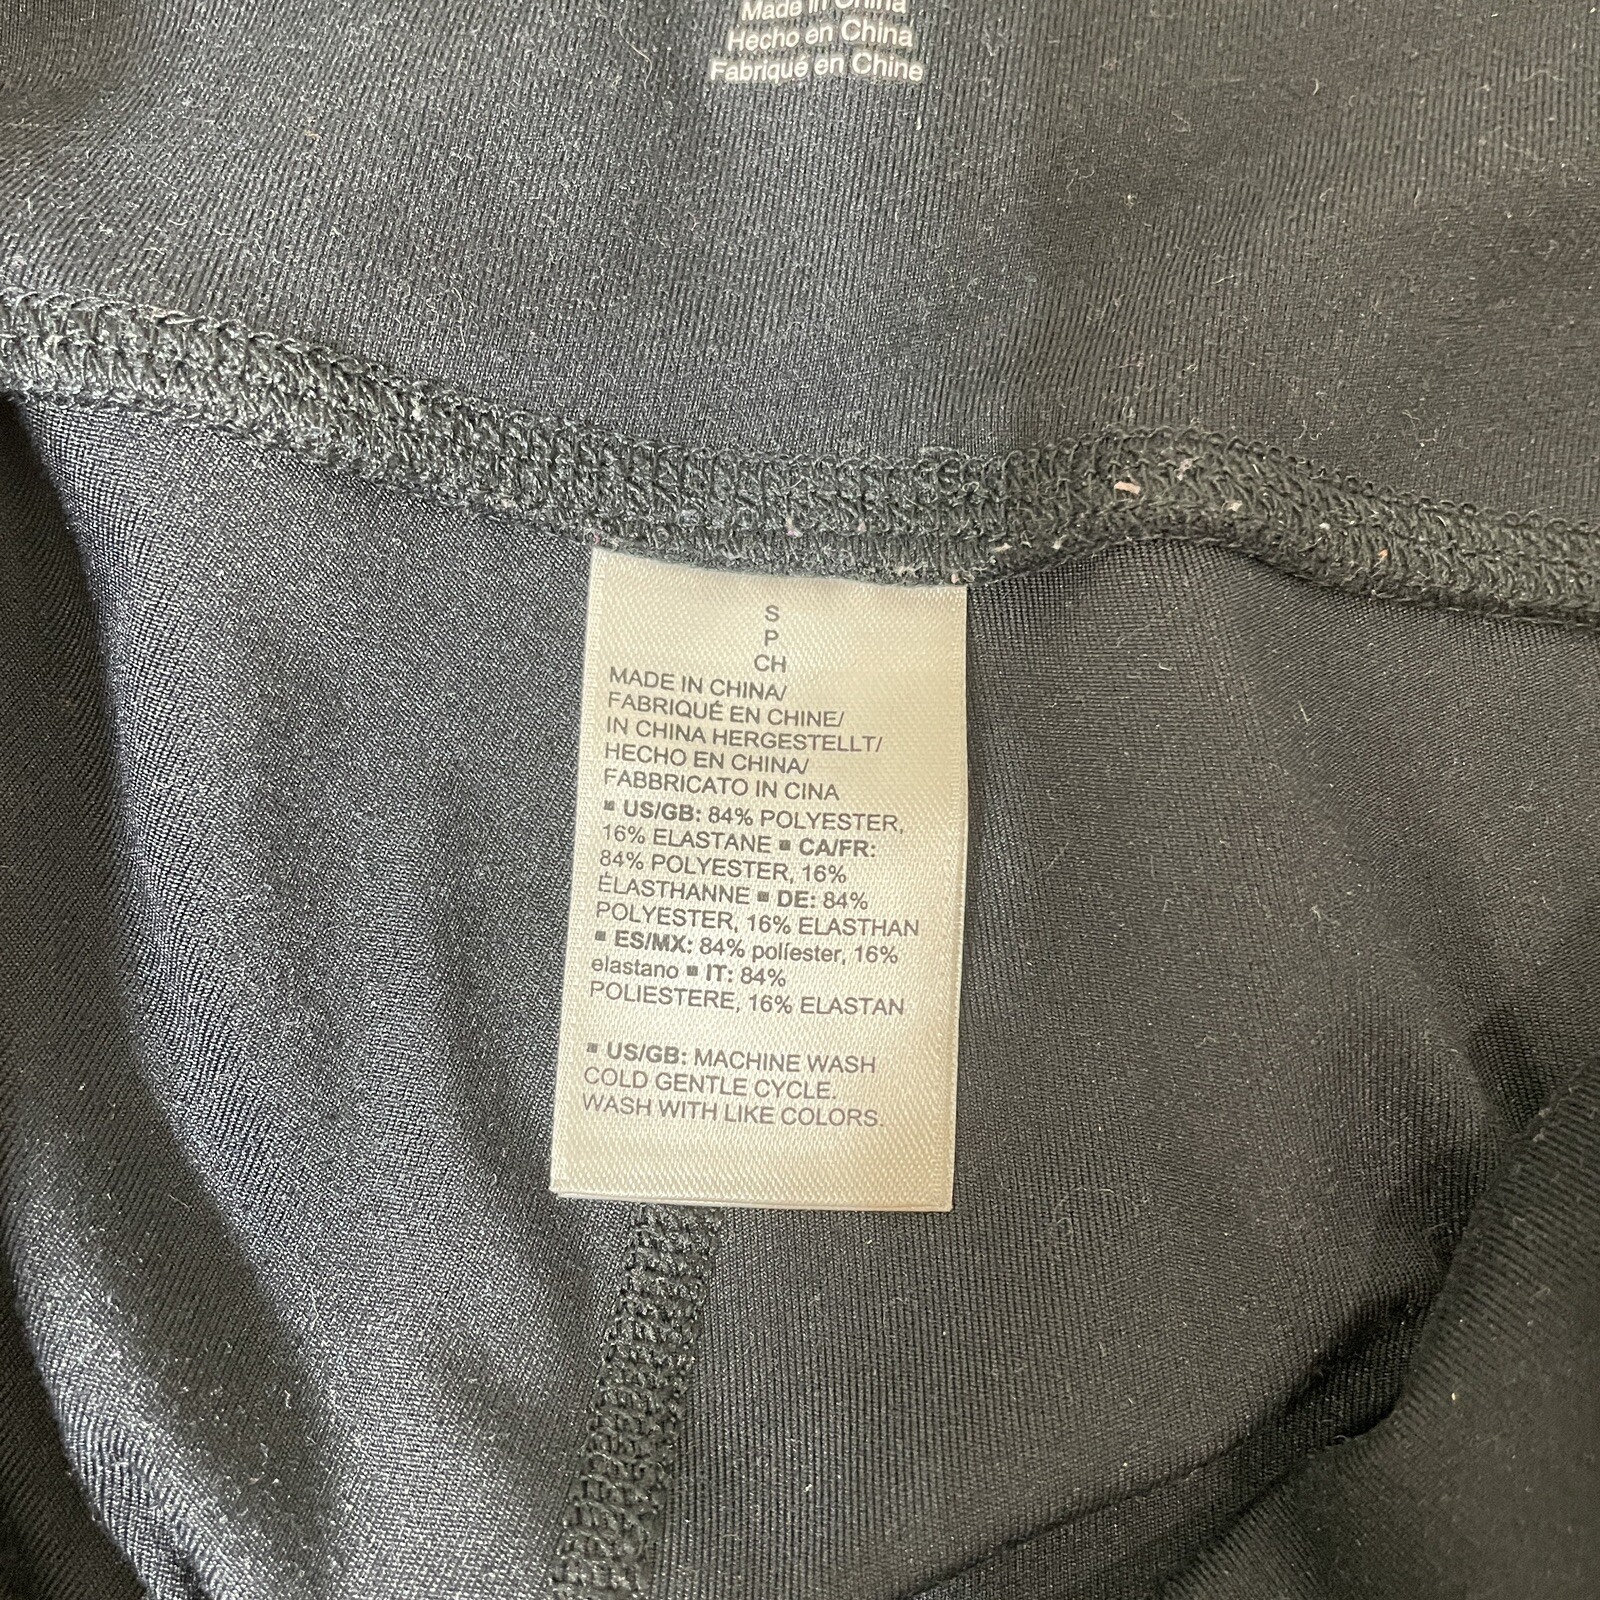 Made in China
Hecho en China
Fabriqué en Chine
S
P
CH
MADE IN CHINA/
FABRIQUÉ EN CHINE/
IN CHINA HERGESTELLT/
HECHO EN CHINA/
FABBRICATO IN CINA
▪ US/GB: 84% POLYESTER,
16% ELASTANE ▪ CA/FR:
84% POLYESTER, 16%
ÉLASTHANNE ▪ DE: 84%
POLYESTER, 16% ELASTHAN
▪ ES/MX: 84% políester, 16%
elastano ▪ IT: 84%
POLIESTERE, 16% ELASTAN
▪ US/GB: MACHINE WASH
COLD GENTLE CYCLE.
WASH WITH LIKE COLORS.